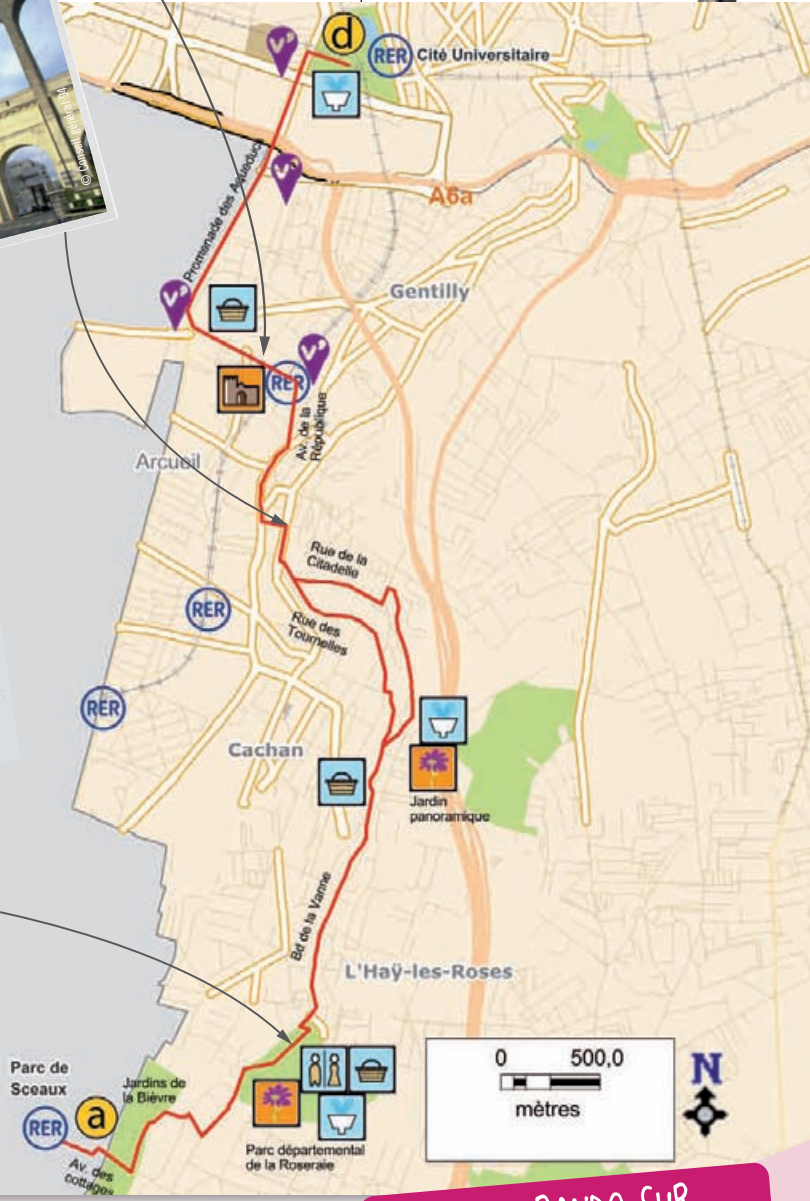 d
RER
Cité Universitaire
V'
© Conseil général 94
V'
Promenade des Aqueducs
A6a
Gentilly
V'
V'
RER
Av. de la
République
Arcueil
Rue de la
Citadelle
RER
Rue des
Tournelles
RER
Cachan
Jardin
panoramique
Bd de la Vanne
L'Haÿ-les-Roses
0 500,0
mètres
N
Parc de
Sceaux
a
Jardins de
la Bièvre
RER
Av. des
cottages
Parc départemental
de la Roseraie
SUR